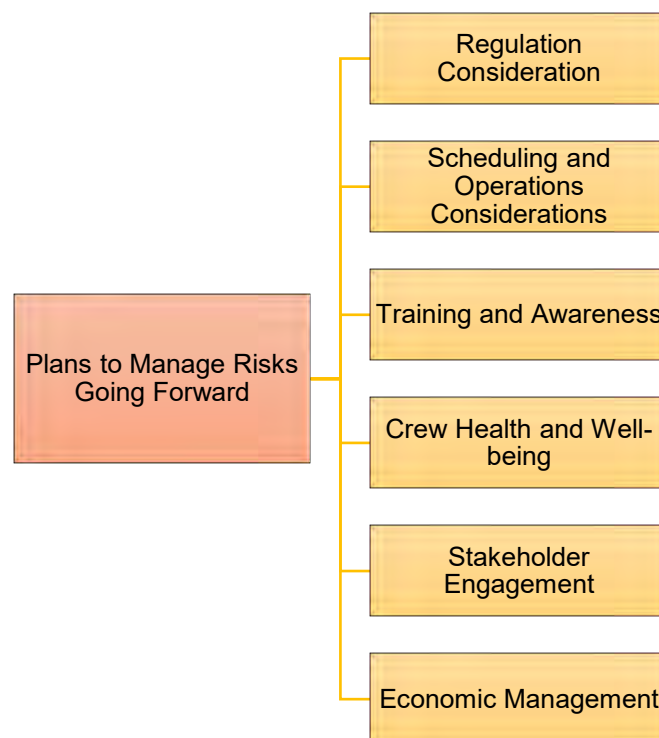 Plans to Manage Risks
Going Forward
Regulation
Consideration
Scheduling and
Operations
Considerations
Training and Awareness
Crew Health and Well-
being
Stakeholder
Engagement
Economic Management